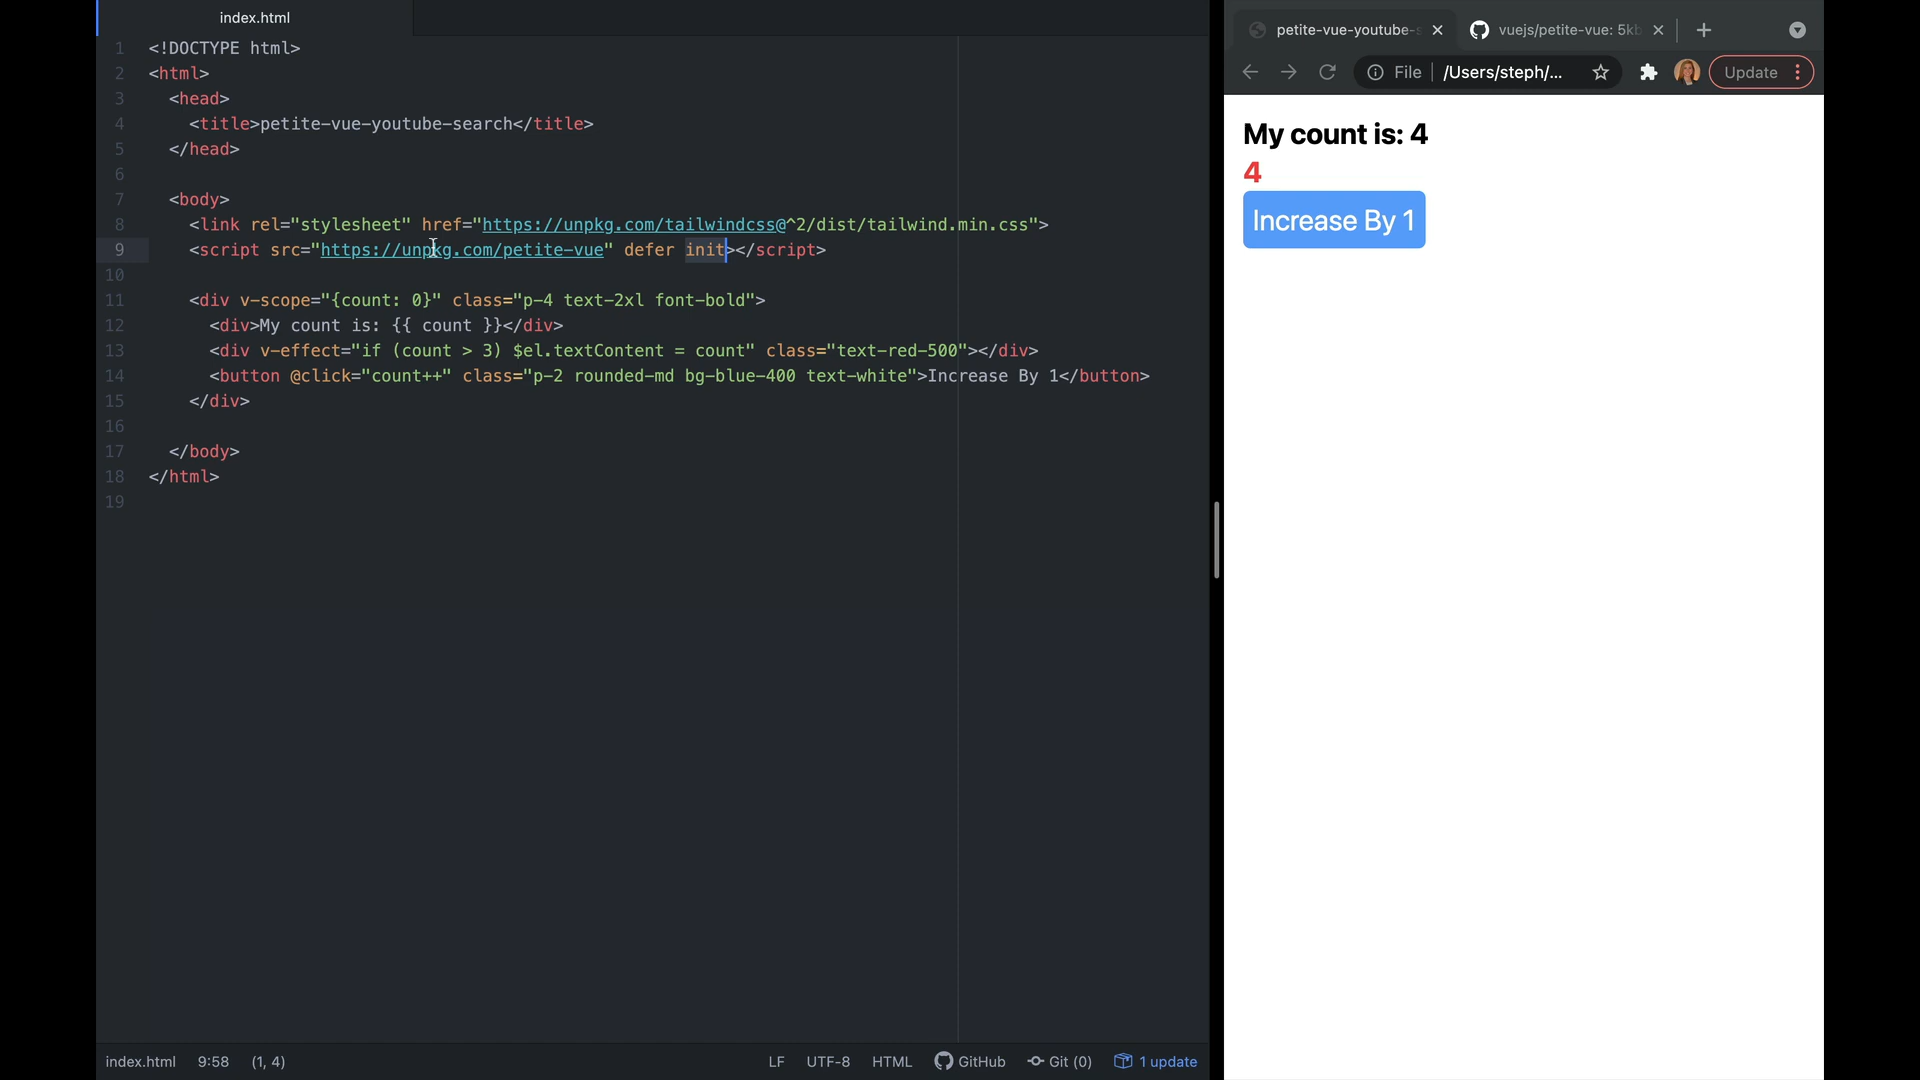 index.html
1 <!DOCTYPE html>
2 <html>
3 <head>
4 <title>petite-vue-youtube-search</title>
5 </head>
6
7 <body>
8 <link rel="stylesheet" href="https://unpkg.com/tailwindcss@^2/dist/tailwind.min.css">
9 <script src="https://unpkg.com/petite-vue" defer init></script>
10
11 <div v-scope="{count: 0}" class="p-4 text-2xl font-bold">
12 <div>My count is: {{ count }}</div>
13 <div v-effect="if (count > 3) $el.textContent = count" class="text-red-500"></div>
14 <button @click="count++" class="p-2 rounded-md bg-blue-400 text-white">Increase By 1</button>
15 </div>
16
17 </body>
18 </html>
19
index.html 9:58 (1, 4) LF UTF-8 HTML GitHub Git (0) 1 update
petite-vue-youtube-s vuejs/petite-vue: 5kb
File /Users/steph/... Update
My count is: 4
4
Increase By 1